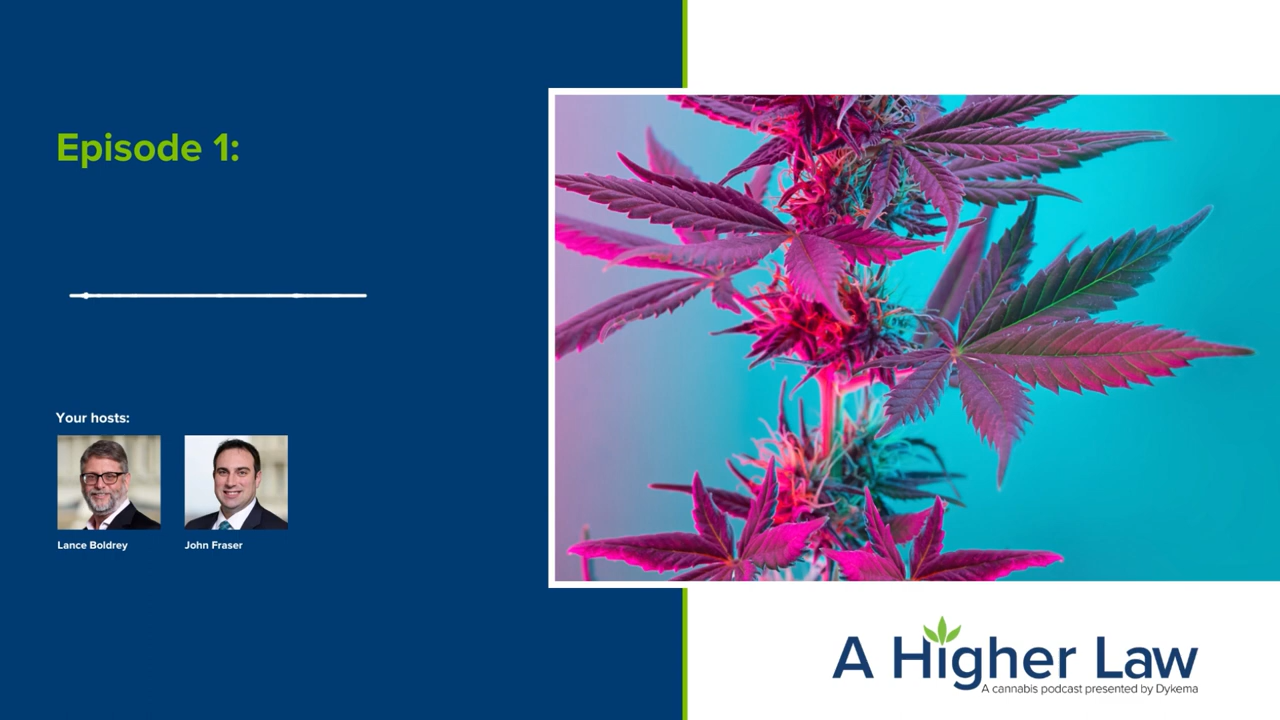 Episode 1:
Your hosts:
Lance Boldrey
John Fraser
A Higher Law
A cannabis podcast presented by Dykema